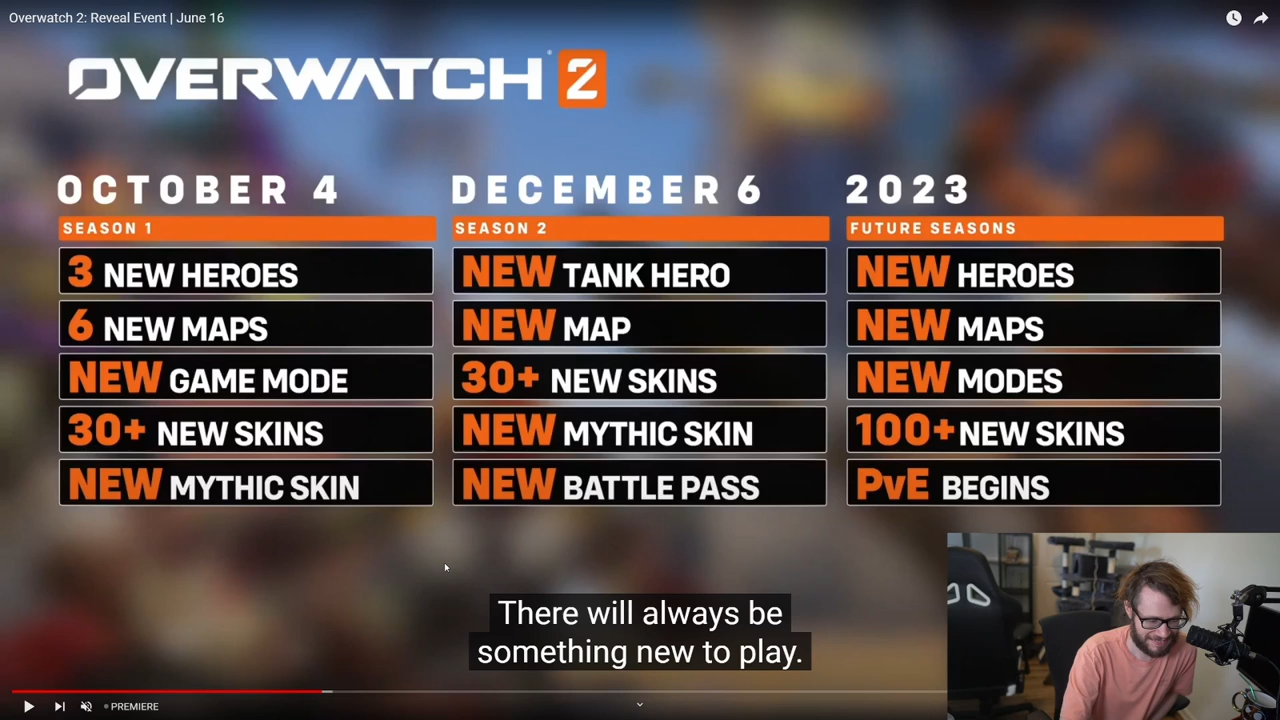 Overwatch 2: Reveal Event | June 16
OVERWATCH 2
OCTOBER 4
SEASON 1
3 NEW HEROES
6 NEW MAPS
NEW GAME MODE
30+ NEW SKINS
NEW MYTHIC SKIN
DECEMBER 6
SEASON 2
NEW TANK HERO
NEW MAP
30+ NEW SKINS
NEW MYTHIC SKIN
NEW BATTLE PASS
2023
FUTURE SEASONS
NEW HEROES
NEW MAPS
NEW MODES
100+ NEW SKINS
PvE BEGINS
There will always be
something new to play.
PREMIERE